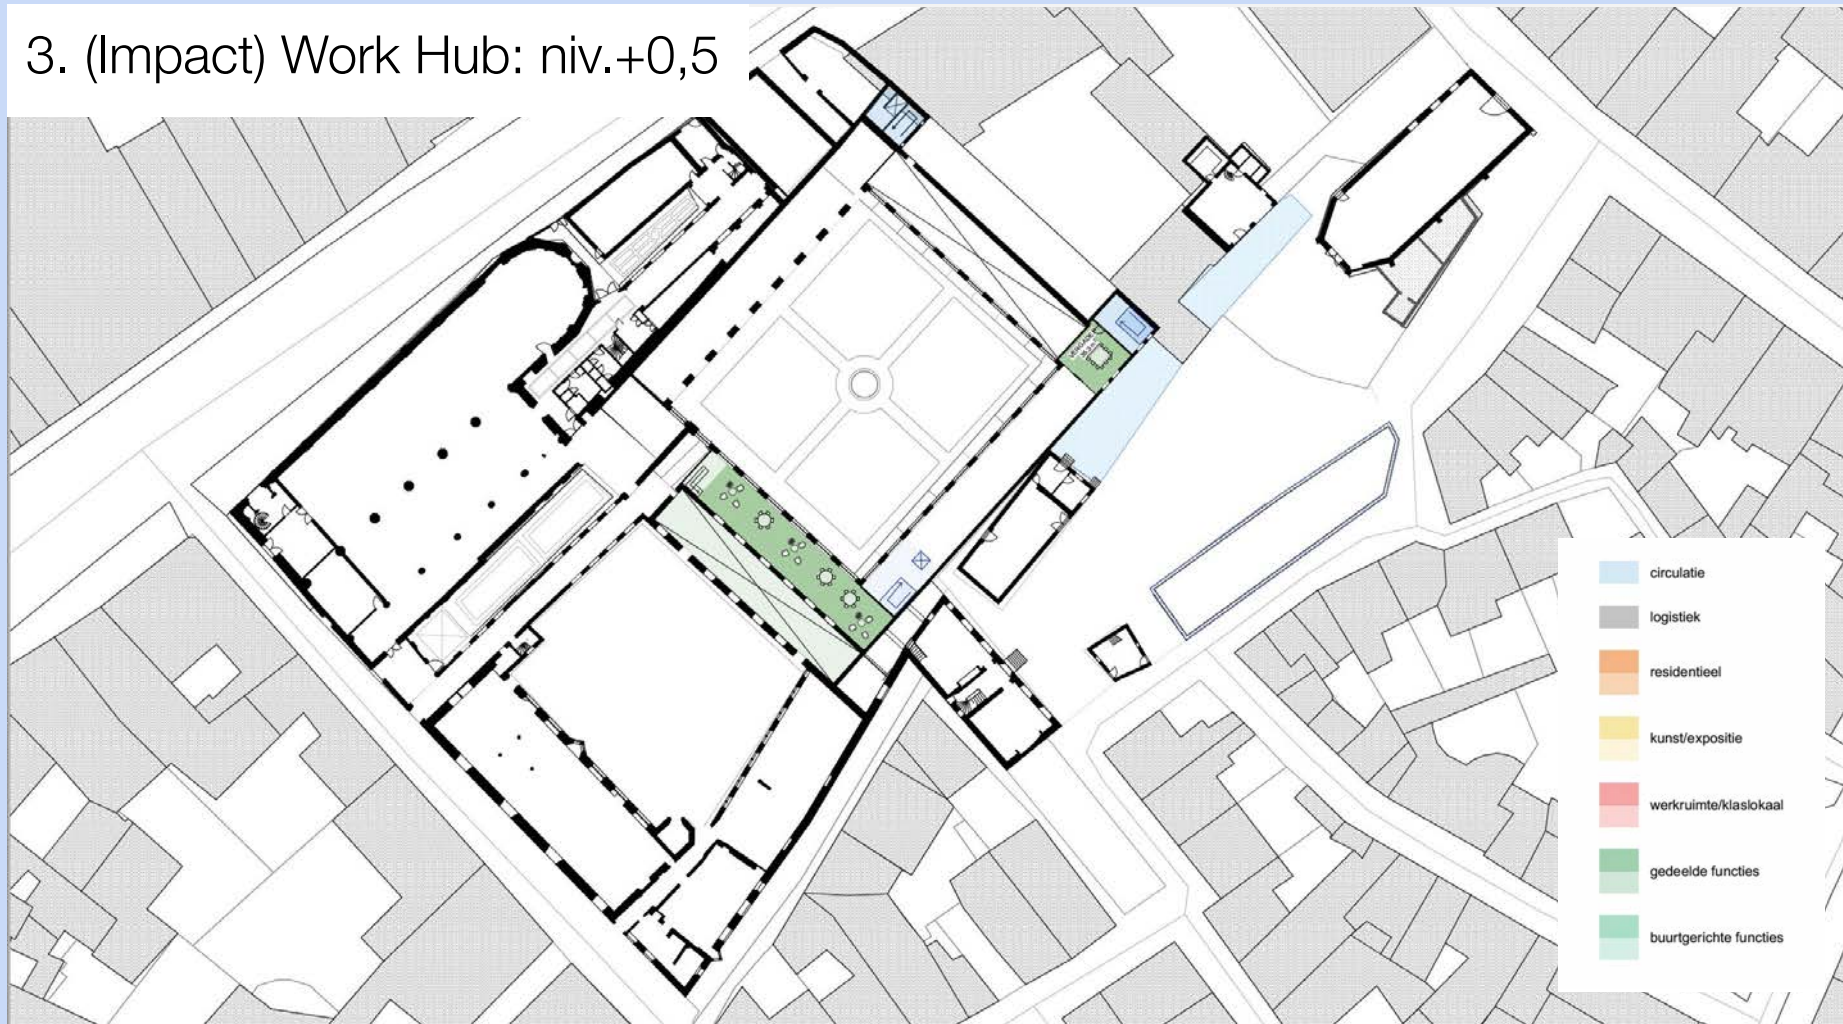 3. (Impact) Work Hub: niv.+0,5
circulatie
logistiek
residentieel
kunst/expositie
werkruimte/klaslokaal
gedeelde functies
buurtgerichte functies